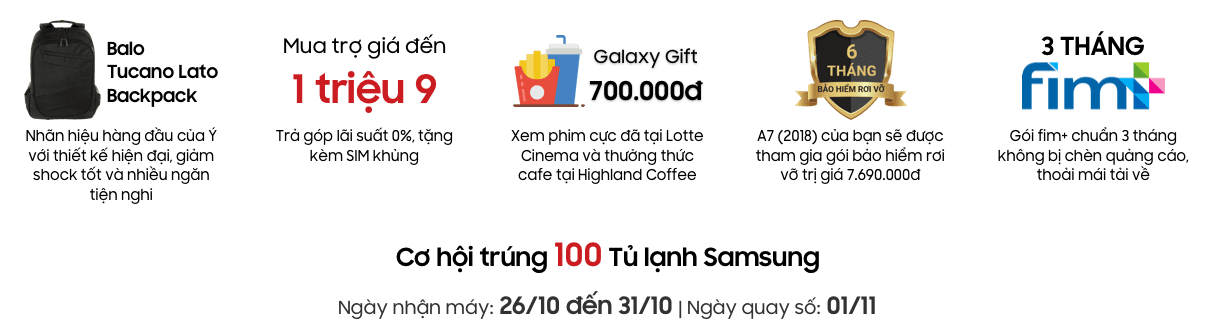 Balo
Tucano Lato
Backpack
Nhãn hiệu hàng đầu của Ý
với thiết kế hiện đại, giảm
shock tốt và nhiều ngăn
tiện nghi
Mua trợ giá đến
1 triệu 9
Trả góp lãi suất 0%, tặng
kèm SIM khủng
Galaxy Gift
700.000đ
Xem phim cực đã tại Lotte
Cinema và thưởng thức
cafe tại Highland Coffee
6
THÁNG
BẢO HIỂM RƠI VỠ
A7 (2018) của bạn sẽ được
tham gia gói bảo hiểm rơi
vỡ trị giá 7.690.000đ
3 THÁNG
fim+
Gói fim+ chuẩn 3 tháng
không bị chèn quảng cáo,
thoải mái tải về
Cơ hội trúng 100 Tủ lạnh Samsung
Ngày nhận máy: 26/10 đến 31/10 | Ngày quay số: 01/11